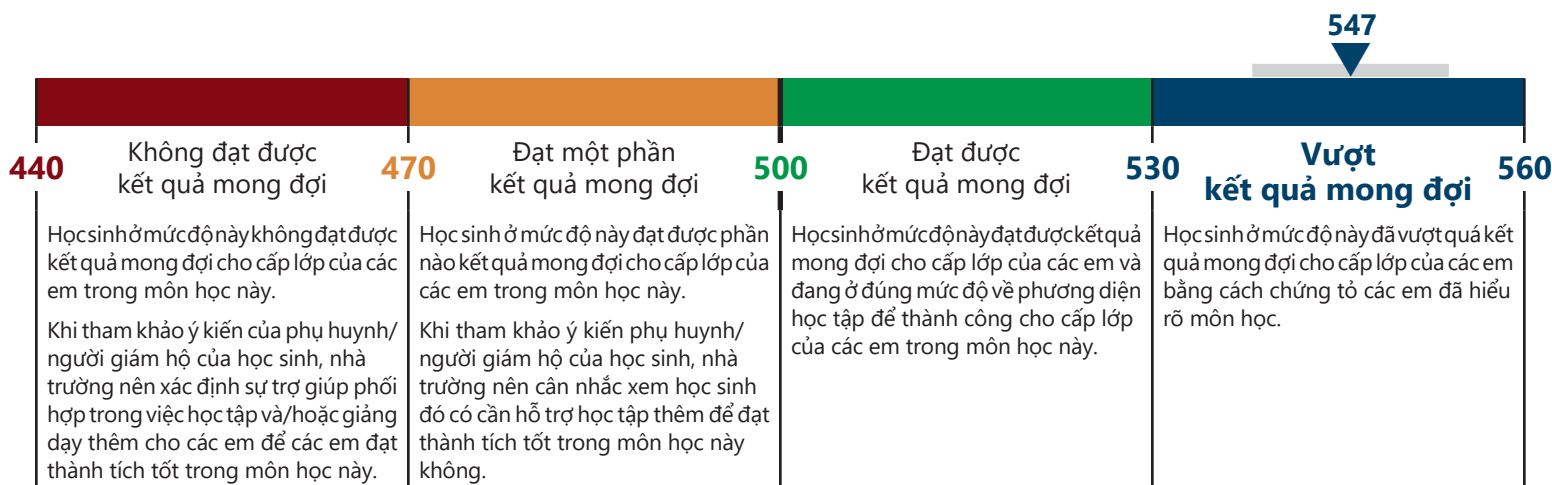 547
440
Không đạt được
kết quả mong đợi
470
Đạt một phần
kết quả mong đợi
500
Đạt được
kết quả mong đợi
530
Vượt
kết quả mong đợi
560
Học sinh ở mức độ này không đạt được
kết quả mong đợi cho cấp lớp của các
em trong môn học này.
Khi tham khảo ý kiến của phụ huynh/
người giám hộ của học sinh, nhà
trường nên xác định sự trợ giúp phối
hợp trong việc học tập và/hoặc giảng
dạy thêm cho các em để các em đạt
thành tích tốt trong môn học này.
Học sinh ở mức độ này đạt được phần
nào kết quả mong đợi cho cấp lớp của
các em trong môn học này.
Khi tham khảo ý kiến phụ huynh/
người giám hộ của học sinh, nhà
trường nên cân nhắc xem học sinh
đó có cần hỗ trợ học tập thêm để đạt
thành tích tốt trong môn học này
không.
Học sinh ở mức độ này đạt được kết quả
mong đợi cho cấp lớp của các em và
đang ở đúng mức độ về phương diện
học tập để thành công cho cấp lớp
của các em trong môn học này.
Học sinh ở mức độ này đã vượt quá kết
quả mong đợi cho cấp lớp của các em
bằng cách chứng tỏ các em đã hiểu
rõ môn học.